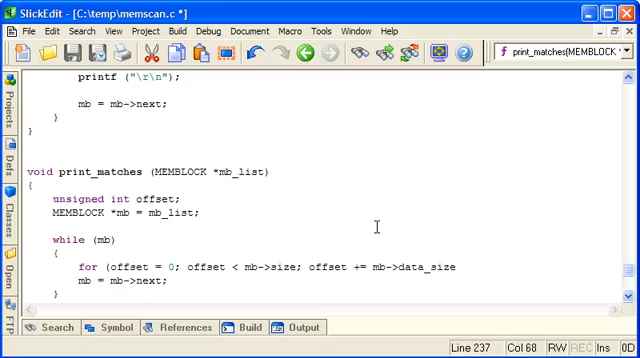 SlickEdit - [C:\temp\memscan.c *]
File Edit Search View Project Build Debug Document Macro Tools Window Help
print_matches(MEMBLOCK *
Projects
Defs
Classes
Open
FTP
printf ("\r\n");
mb = mb->next;
}
}
void print_matches (MEMBLOCK *mb_list)
{
unsigned int offset;
MEMBLOCK *mb = mb_list;
while (mb)
{
for (offset = 0; offset < mb->size; offset += mb->data_size
mb = mb->next;
}
Search Symbol References Build Output
Line 237 Col 68 RW REC Ins 0D